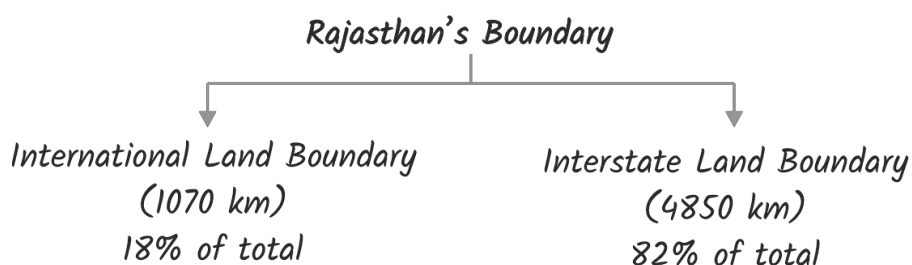 Rajasthan's Boundary
International Land Boundary
(1070 km)
18% of total
Interstate Land Boundary
(4850 km)
82% of total